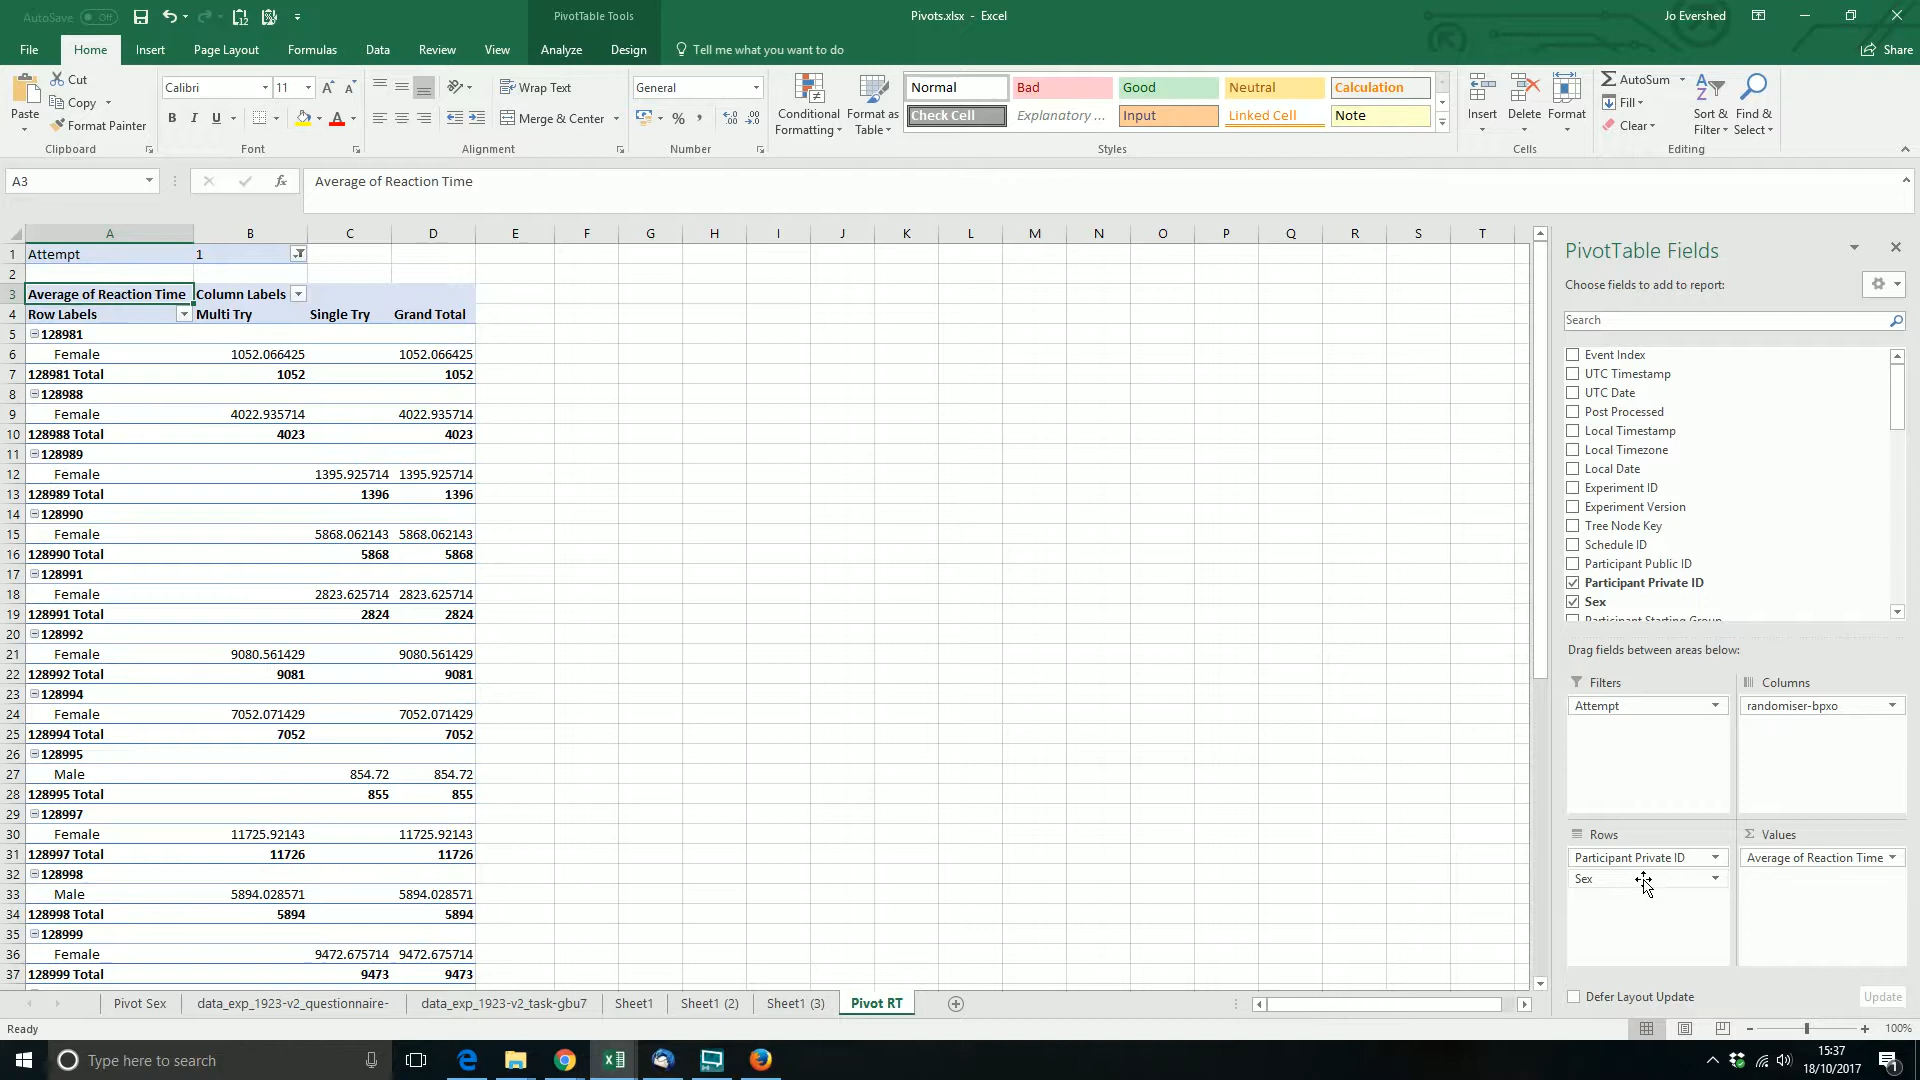 AutoSave Off PivotTable Tools Pivots.xlsx - Excel Jo Evershed
File Home Insert Page Layout Formulas Data Review View Analyze Design Tell me what you want to do Share
Paste
Cut
Copy
Format Painter
Clipboard
Calibri 11
B I U
Font
Wrap Text
Merge & Center
Alignment
General
Number
Conditional Formatting
Format as Table
Normal Bad Good Neutral Calculation
Check Cell Explanatory ... Input Linked Cell Note
Styles
Insert Delete Format
Cells
AutoSum
Fill
Clear
Sort & Filter
Find & Select
Editing
A3 fx Average of Reaction Time
A B C D E F G H I J K L M N O P Q R S T
1 Attempt 1
2
3 Average of Reaction Time Column Labels
4 Row Labels Multi Try Single Try Grand Total
5 128981
6 Female 1052.066425 1052.066425
7 128981 Total 1052 1052
8 128988
9 Female 4022.935714 4022.935714
10 128988 Total 4023 4023
11 128989
12 Female 1395.925714 1395.925714
13 128989 Total 1396 1396
14 128990
15 Female 5868.062143 5868.062143
16 128990 Total 5868 5868
17 128991
18 Female 2823.625714 2823.625714
19 128991 Total 2824 2824
20 128992
21 Female 9080.561429 9080.561429
22 128992 Total 9081 9081
23 128994
24 Female 7052.071429 7052.071429
25 128994 Total 7052 7052
26 128995
27 Male 854.72 854.72
28 128995 Total 855 855
29 128997
30 Female 11725.92143 11725.92143
31 128997 Total 11726 11726
32 128998
33 Male 5894.028571 5894.028571
34 128998 Total 5894 5894
35 128999
36 Female 9472.675714 9472.675714
37 128999 Total 9473 9473
PivotTable Fields
Choose fields to add to report:
Search
Event Index
UTC Timestamp
UTC Date
Post Processed
Local Timestamp
Local Timezone
Local Date
Experiment ID
Experiment Version
Tree Node Key
Schedule ID
Participant Public ID
Participant Private ID
Sex
Participant Starting Group
Drag fields between areas below:
Filters
Attempt
Columns
randomiser-bpxo
Rows
Participant Private ID
Sex
Values
Average of Reaction Time
Defer Layout Update Update
Pivot Sex data_exp_1923-v2_questionnaire- data_exp_1923-v2_task-gbu7 Sheet1 Sheet1 (2) Sheet1 (3) Pivot RT
Ready 100%
Type here to search
15:37
18/10/2017
1